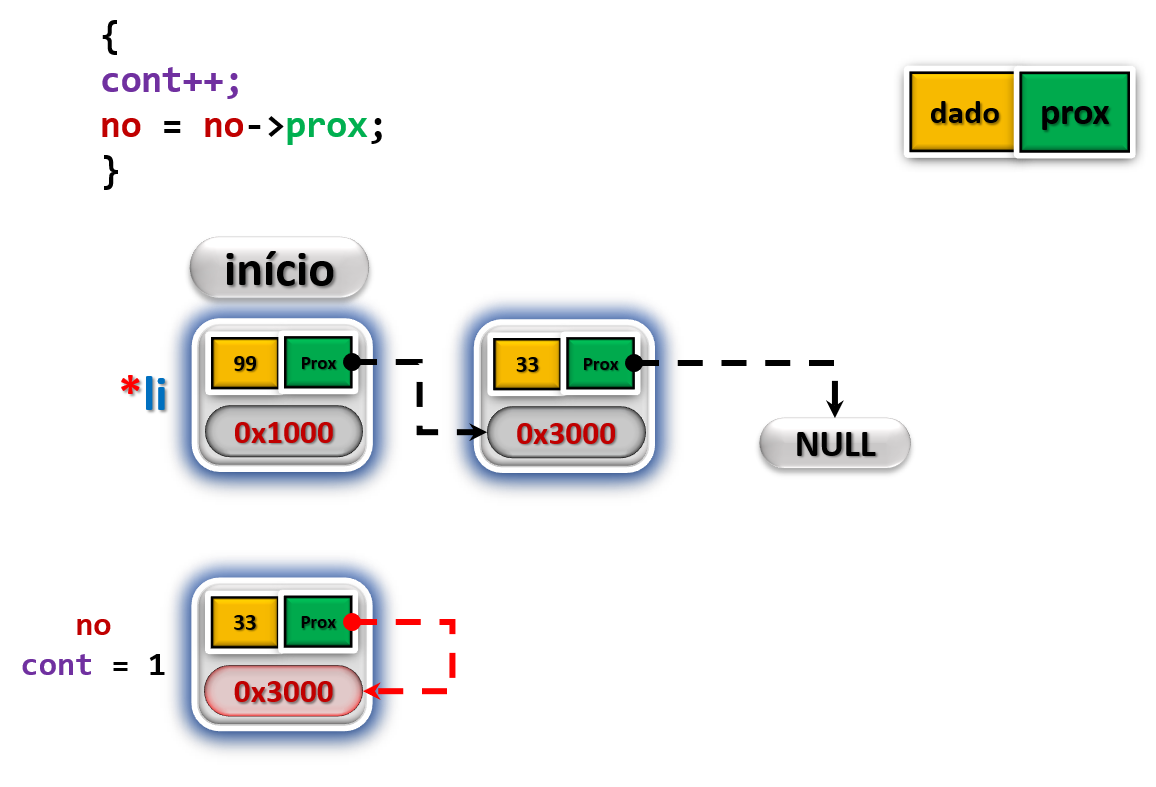 {
cont++;
no = no->prox;
}
dado prox
início
*li
99 Prox
0x1000
33 Prox
0x3000
NULL
no
cont = 1
33 Prox
0x3000